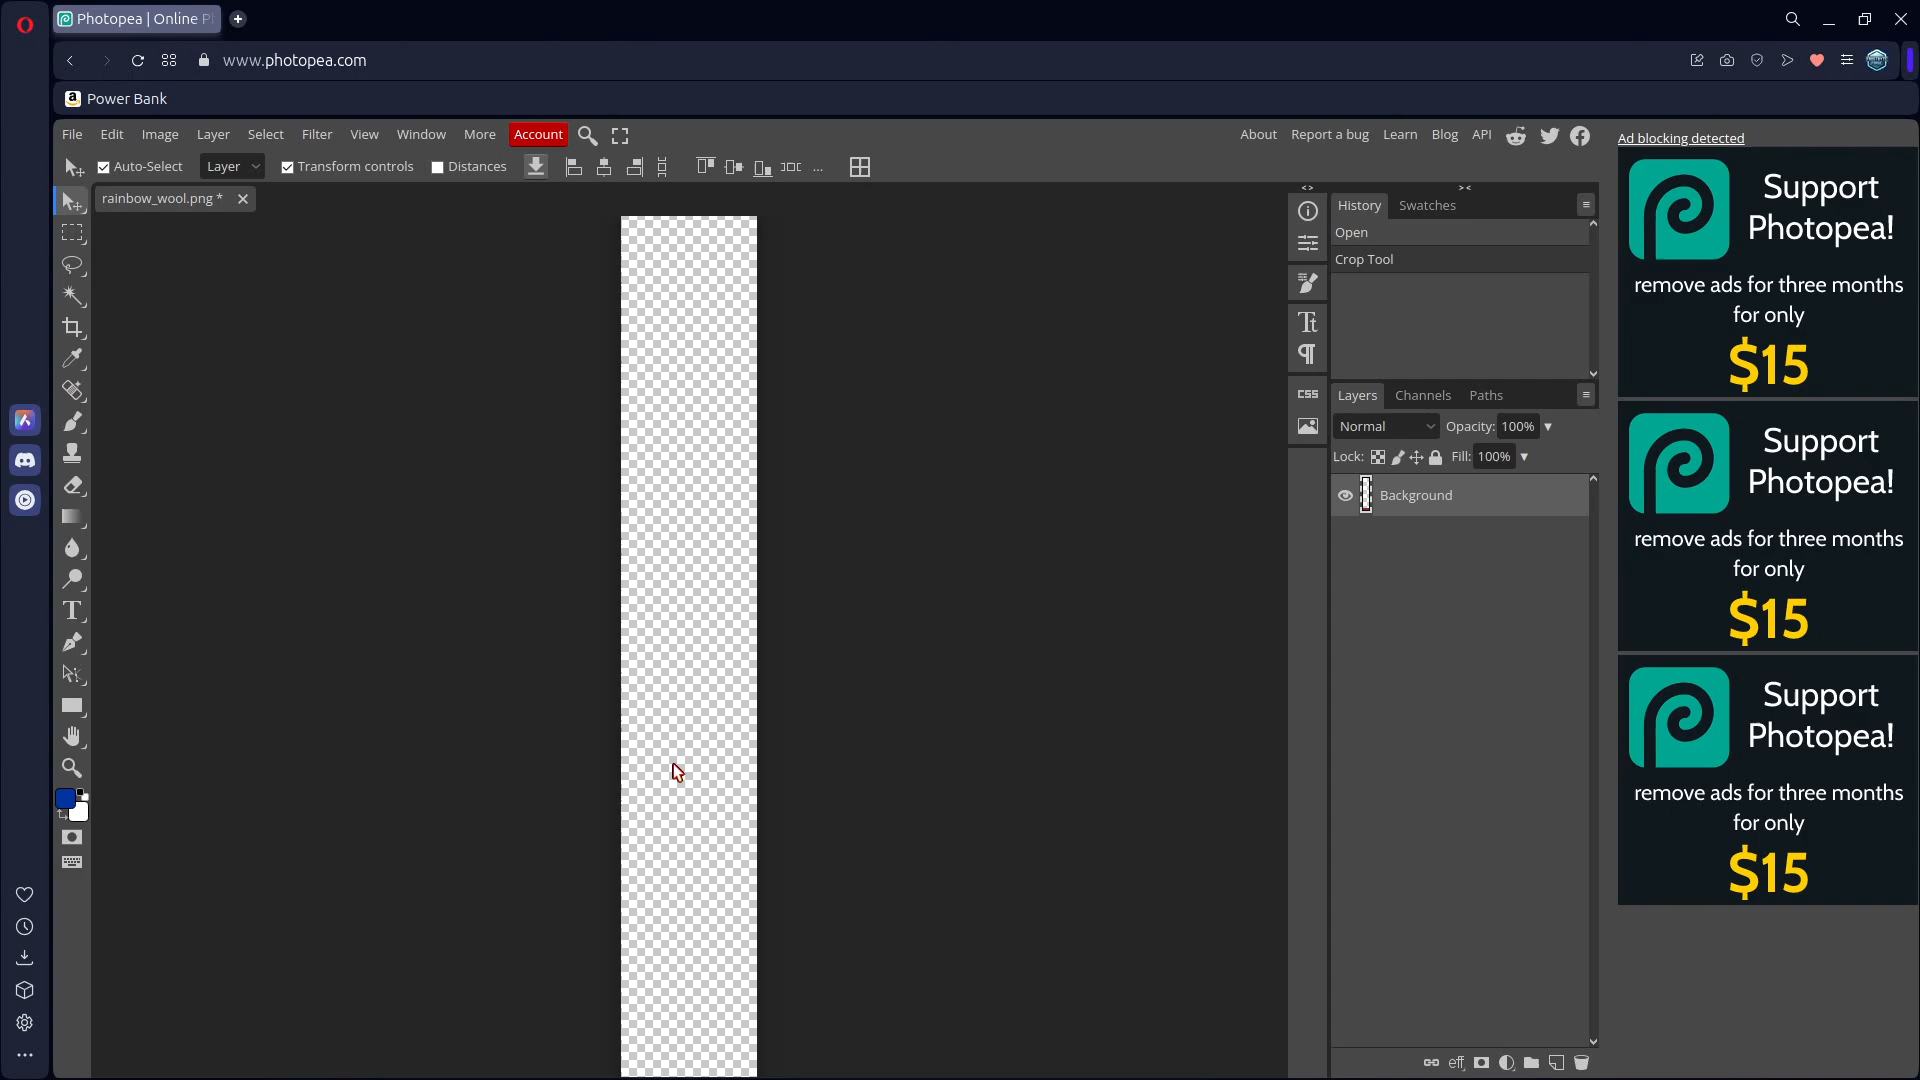 Photopea | Online P
www.photopea.com
Power Bank
File Edit Image Layer Select Filter View Window More Account
About Report a bug Learn Blog API
Auto-Select Layer Transform controls Distances ...
rainbow_wool.png *
History Swatches
Open
Crop Tool
CSS
Layers Channels Paths
Normal Opacity: 100%
Lock: Fill: 100%
Background
eff
Ad blocking detected
Support
Photopea!
remove ads for three months
for only
$15
Support
Photopea!
remove ads for three months
for only
$15
Support
Photopea!
remove ads for three months
for only
$15